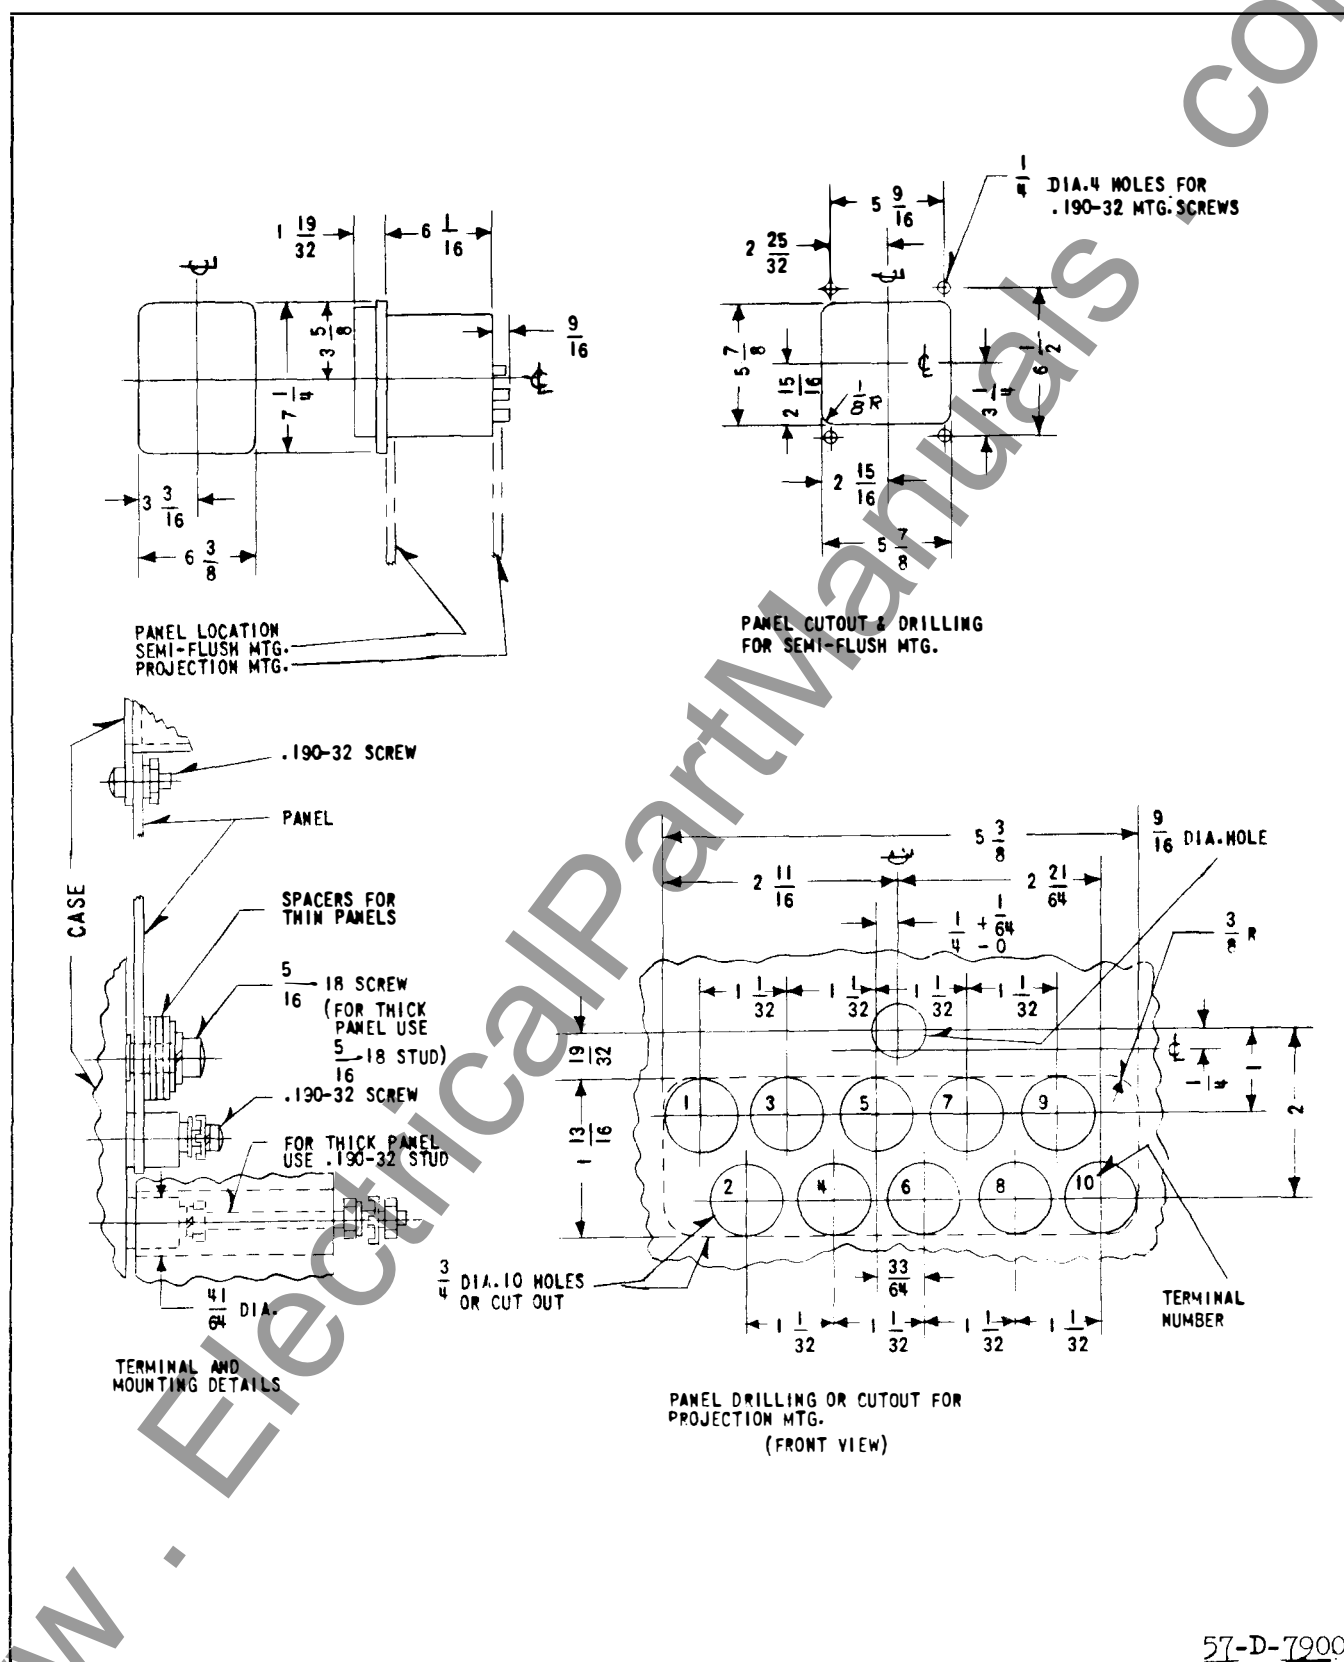 1 19/32
6 1/16
7 1/4
3 5/8
9/16
3 3/16
6 3/8
PANEL LOCATION
SEMI-FLUSH MTG.
PROJECTION MTG.
1/4 DIA.4 HOLES FOR
.190-32 MTG.SCREWS
5 9/16
2 25/32
5 7/8
2 15/16
1/8 R
6 1/2
3 1/4
2 15/16
5 7/8
PANEL CUTOUT & DRILLING
FOR SEMI-FLUSH MTG.
.190-32 SCREW
PANEL
CASE
SPACERS FOR
THIN PANELS
5/16-18 SCREW
(FOR THICK
PANEL USE
5/16-18 STUD)
.190-32 SCREW
FOR THICK PANEL
USE .190-32 STUD
41/64 DIA.
TERMINAL AND
MOUNTING DETAILS
5 3/8
9/16 DIA.HOLE
2 11/16
2 21/64
1/4 +1/64 -0
3/8 R
1 1/32
1 1/32
1 1/32
1 1/32
19/32
1/4
1
2
1 13/16
1
3
5
7
9
2
4
6
8
10
3/4 DIA.10 HOLES
OR CUT OUT
33/64
1 1/32
1 1/32
1 1/32
1 1/32
TERMINAL
NUMBER
PANEL DRILLING OR CUTOUT FOR
PROJECTION MTG.
(FRONT VIEW)
57-D-7900
w . ElectricalPartManuals . co